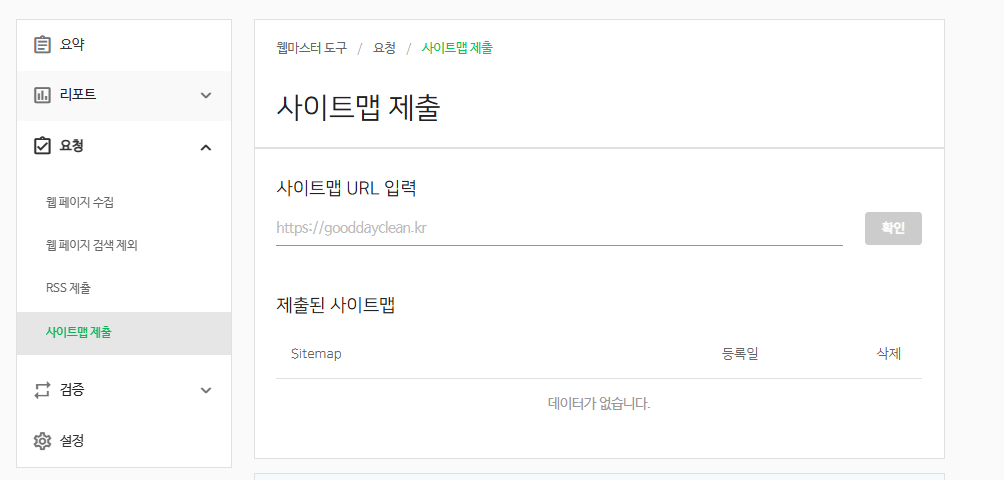 요약
리포트
요청
웹 페이지 수집
웹 페이지 검색 제외
RSS 제출
사이트맵 제출
검증
설정
웹마스터 도구 / 요청 / 사이트맵 제출
사이트맵 제출
사이트맵 URL 입력
https://gooddayclean.kr 확인
제출된 사이트맵
Sitemap 등록일 삭제
데이터가 없습니다.